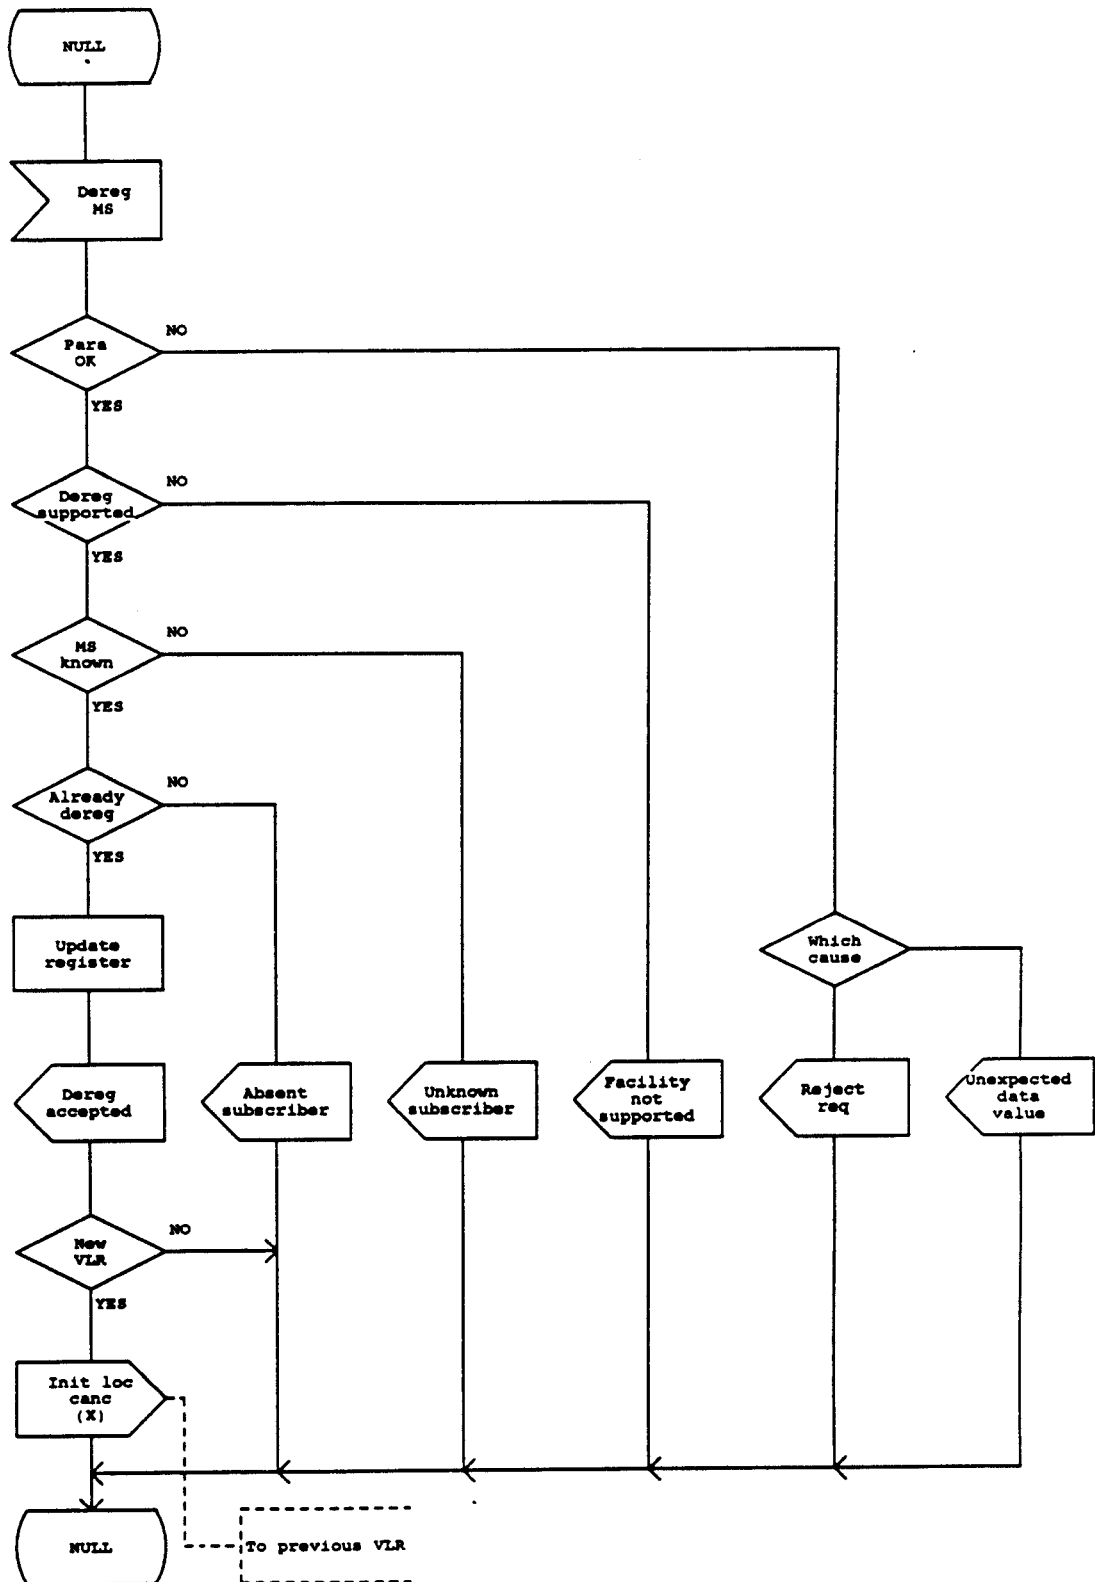 NULL
Dereg
MS
NO
Para
OK
YES
NO
Dereg
supported
YES
NO
MS
known
YES
NO
Already
dereg
YES
Update
register
Which
cause
Dereg
accepted
Absent
subscriber
Unknown
subscriber
Facility
not
supported
Reject
req
Unexpected
data
value
NO
New
VLR
YES
Init loc
canc
(X)
NULL
To previous VLR